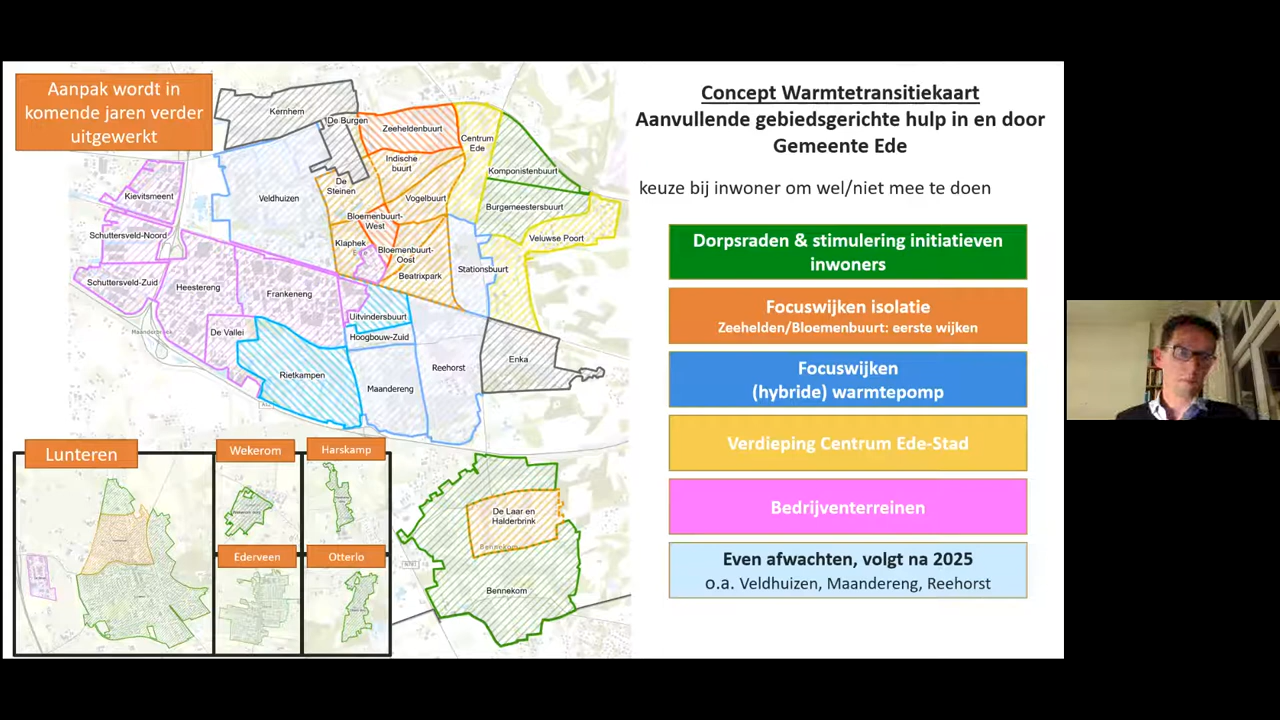 Aanpak wordt in
komende jaren verder
uitgewerkt
Kernhem
De Burgen
Zeeheldenbuurt
Centrum
Ede
Indische
buurt
Komponistenbuurt
Kievitsmeent
Veldhuizen
De
Steinen
Vogelbuurt
Burgemeestersbuurt
Bloemenbuurt-
West
Schuttersveld-Noord
Klaphek
Bloemenbuurt-
Oost
Veluwse Poort
Beatrixpark
Stationsbuurt
Schuttersveld-Zuid
Heestereng
Frankeneng
Uitvindersbuurt
De Vallei
Hoogbouw-Zuid
Enka
Rietkampen
Reehorst
Maandereng
Lunteren
Wekerom
Harskamp
Ederveen
Otterlo
De Laar en
Halderbrink
Bennekom
Bennekom
Concept Warmtetransitiekaart
Aanvullende gebiedsgerichte hulp in en door
Gemeente Ede
keuze bij inwoner om wel/niet mee te doen
Dorpsraden & stimulering initiatieven
inwoners
Focuswijken isolatie
Zeehelden/Bloemenbuurt: eerste wijken
Focuswijken
(hybride) warmtepomp
Verdieping Centrum Ede-Stad
Bedrijventerreinen
Even afwachten, volgt na 2025
o.a. Veldhuizen, Maandereng, Reehorst